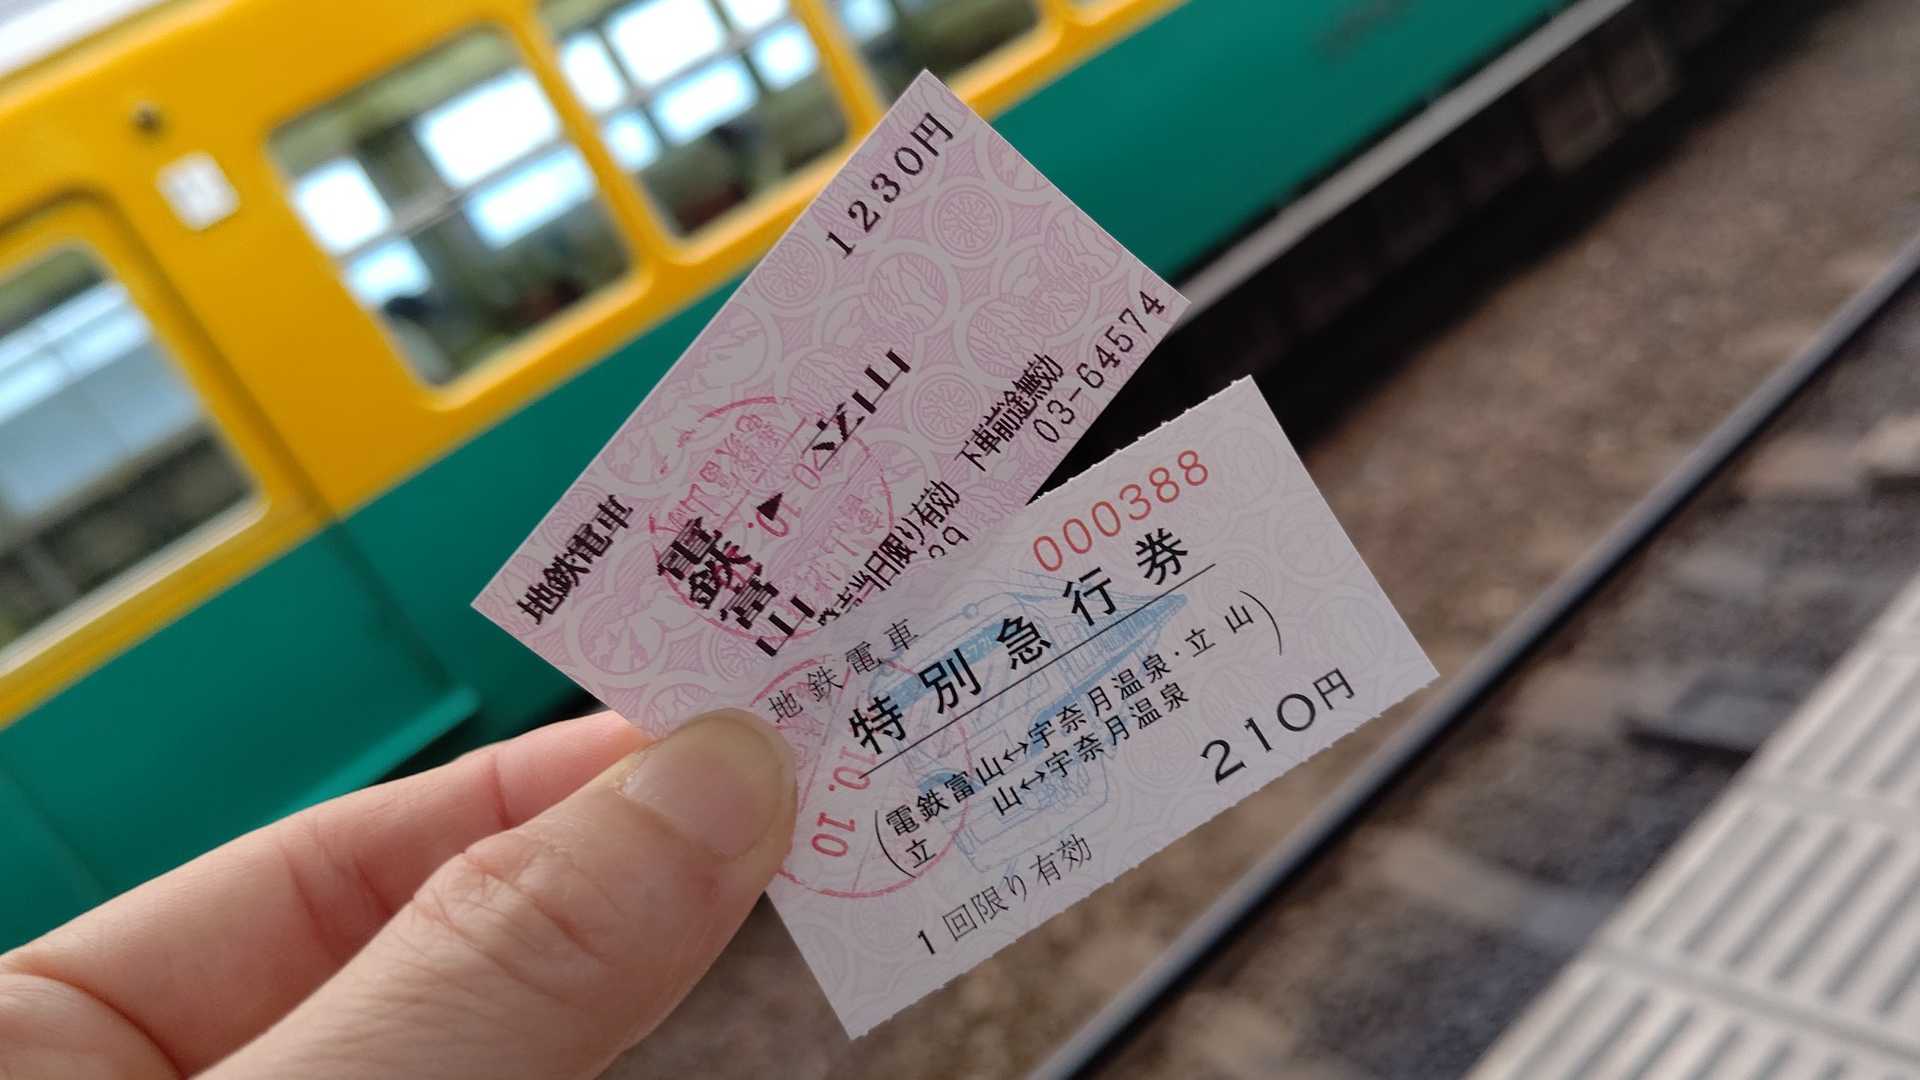 地鉄電車
1230円
電鉄富山▶立山
発売当日限り有効
下車前途無効
03-64574
000388
地鉄電車
特別急行券
(電鉄富山↔宇奈月温泉・立山)
立 山↔宇奈月温泉
210円
1回限り有効
10.10